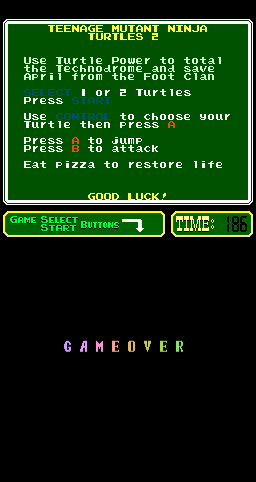 TEENAGE MUTANT NINJA
TURTLES 2
Use Turtle Power to total
the Technodrome and save
April from the Foot Clan
SELECT 1 or 2 Turtles
Press START
Use CONTROL to choose your
Turtle then press A
Press A to jump
Press B to attack
Eat pizza to restore life
GOOD LUCK!
GAME SELECT
START BUTTONS
TIME: 186
GAMEOVER